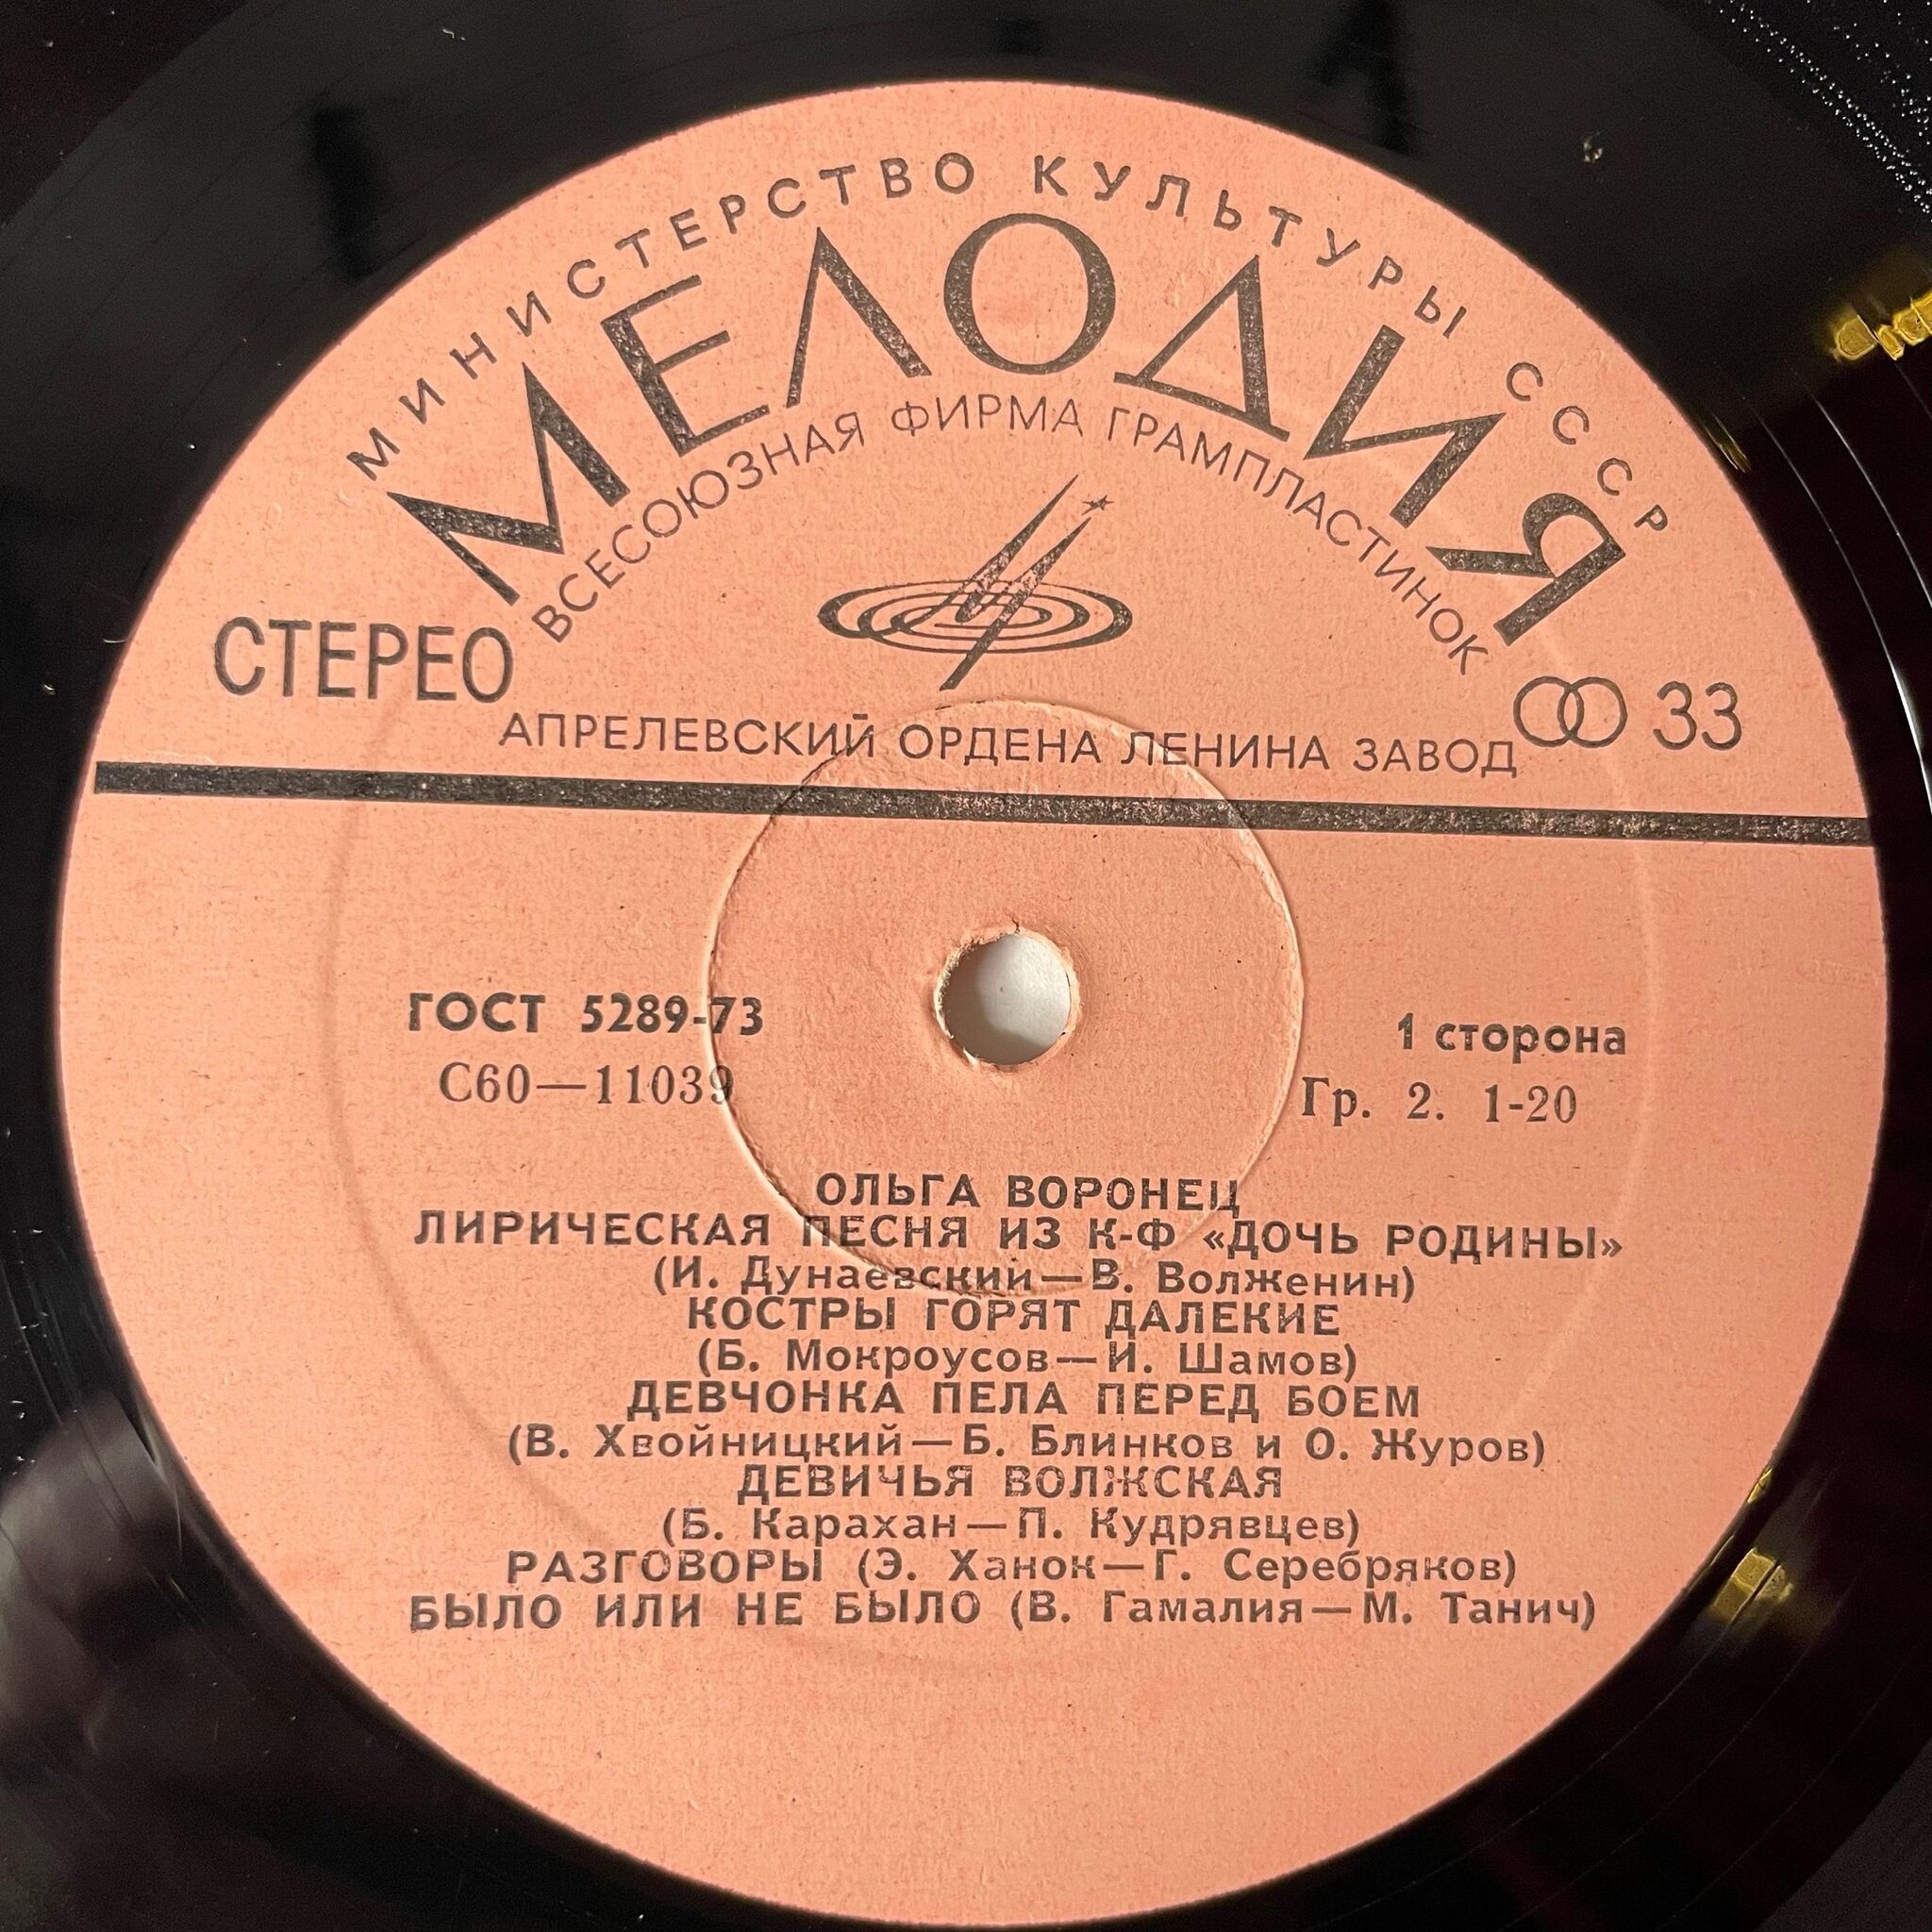 МИНИСТЕРСТВО КУЛЬТУРЫ СССР
МЕЛОДИЯ
ВСЕСОЮЗНАЯ ФИРМА ГРАМПЛАСТИНОК
СТЕРЕО
33
АПРЕЛЕВСКИЙ ОРДЕНА ЛЕНИНА ЗАВОД
ГОСТ 5289-73
1 сторона
С60—11039
Гр. 2. 1-20
ОЛЬГА ВОРОНЕЦ
ЛИРИЧЕСКАЯ ПЕСНЯ ИЗ К-Ф «ДОЧЬ РОДИНЫ»
(И. Дунаевский—В. Волженин)
КОСТРЫ ГОРЯТ ДАЛЕКИЕ
(Б. Мокроусов—И. Шамов)
ДЕВЧОНКА ПЕЛА ПЕРЕД БОЕМ
(В. Хвойницкий—Б. Блинков и О. Журов)
ДЕВИЧЬЯ ВОЛЖСКАЯ
(Б. Карахан—П. Кудрявцев)
РАЗГОВОРЫ (Э. Ханок—Г. Серебряков)
БЫЛО ИЛИ НЕ БЫЛО (В. Гамалия—М. Танич)